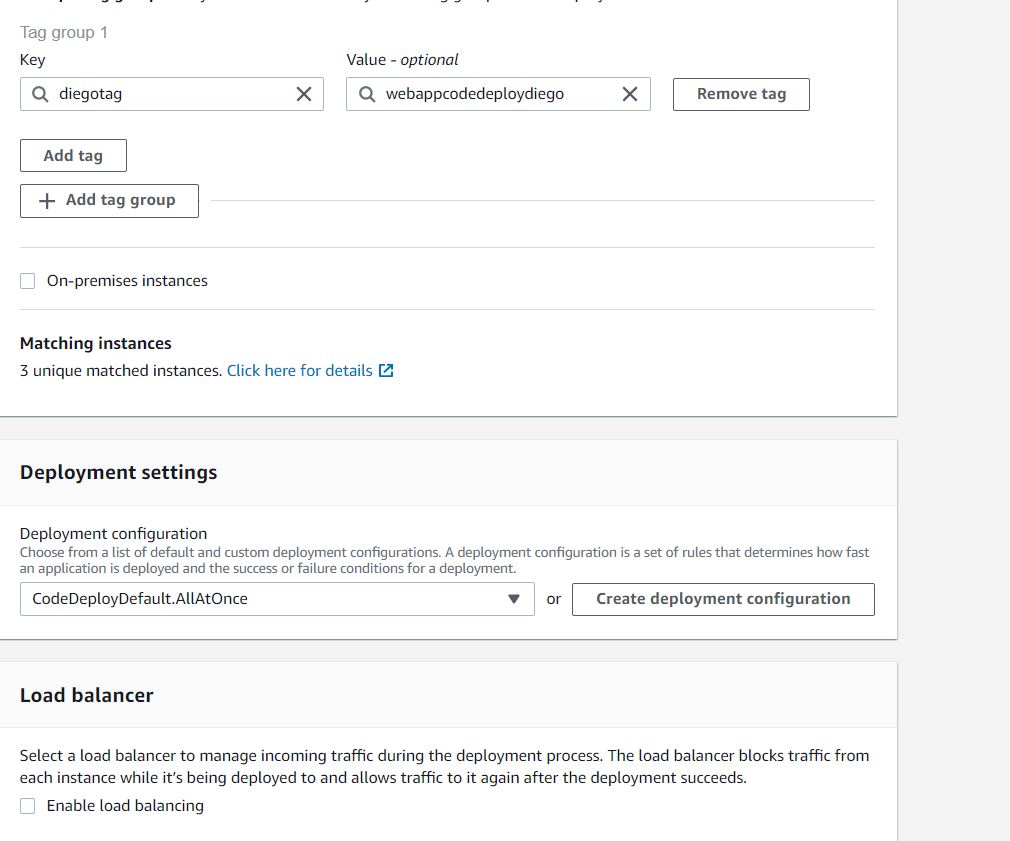 Tag group 1
Key
Value - optional
diegotag
webappcodedeploydiego
Remove tag
Add tag
Add tag group
On-premises instances
Matching instances
3 unique matched instances. Click here for details
Deployment settings
Deployment configuration
Choose from a list of default and custom deployment configurations. A deployment configuration is a set of rules that determines how fast
an application is deployed and the success or failure conditions for a deployment.
CodeDeployDefault.AllAtOnce
or
Create deployment configuration
Load balancer
Select a load balancer to manage incoming traffic during the deployment process. The load balancer blocks traffic from
each instance while it’s being deployed to and allows traffic to it again after the deployment succeeds.
Enable load balancing